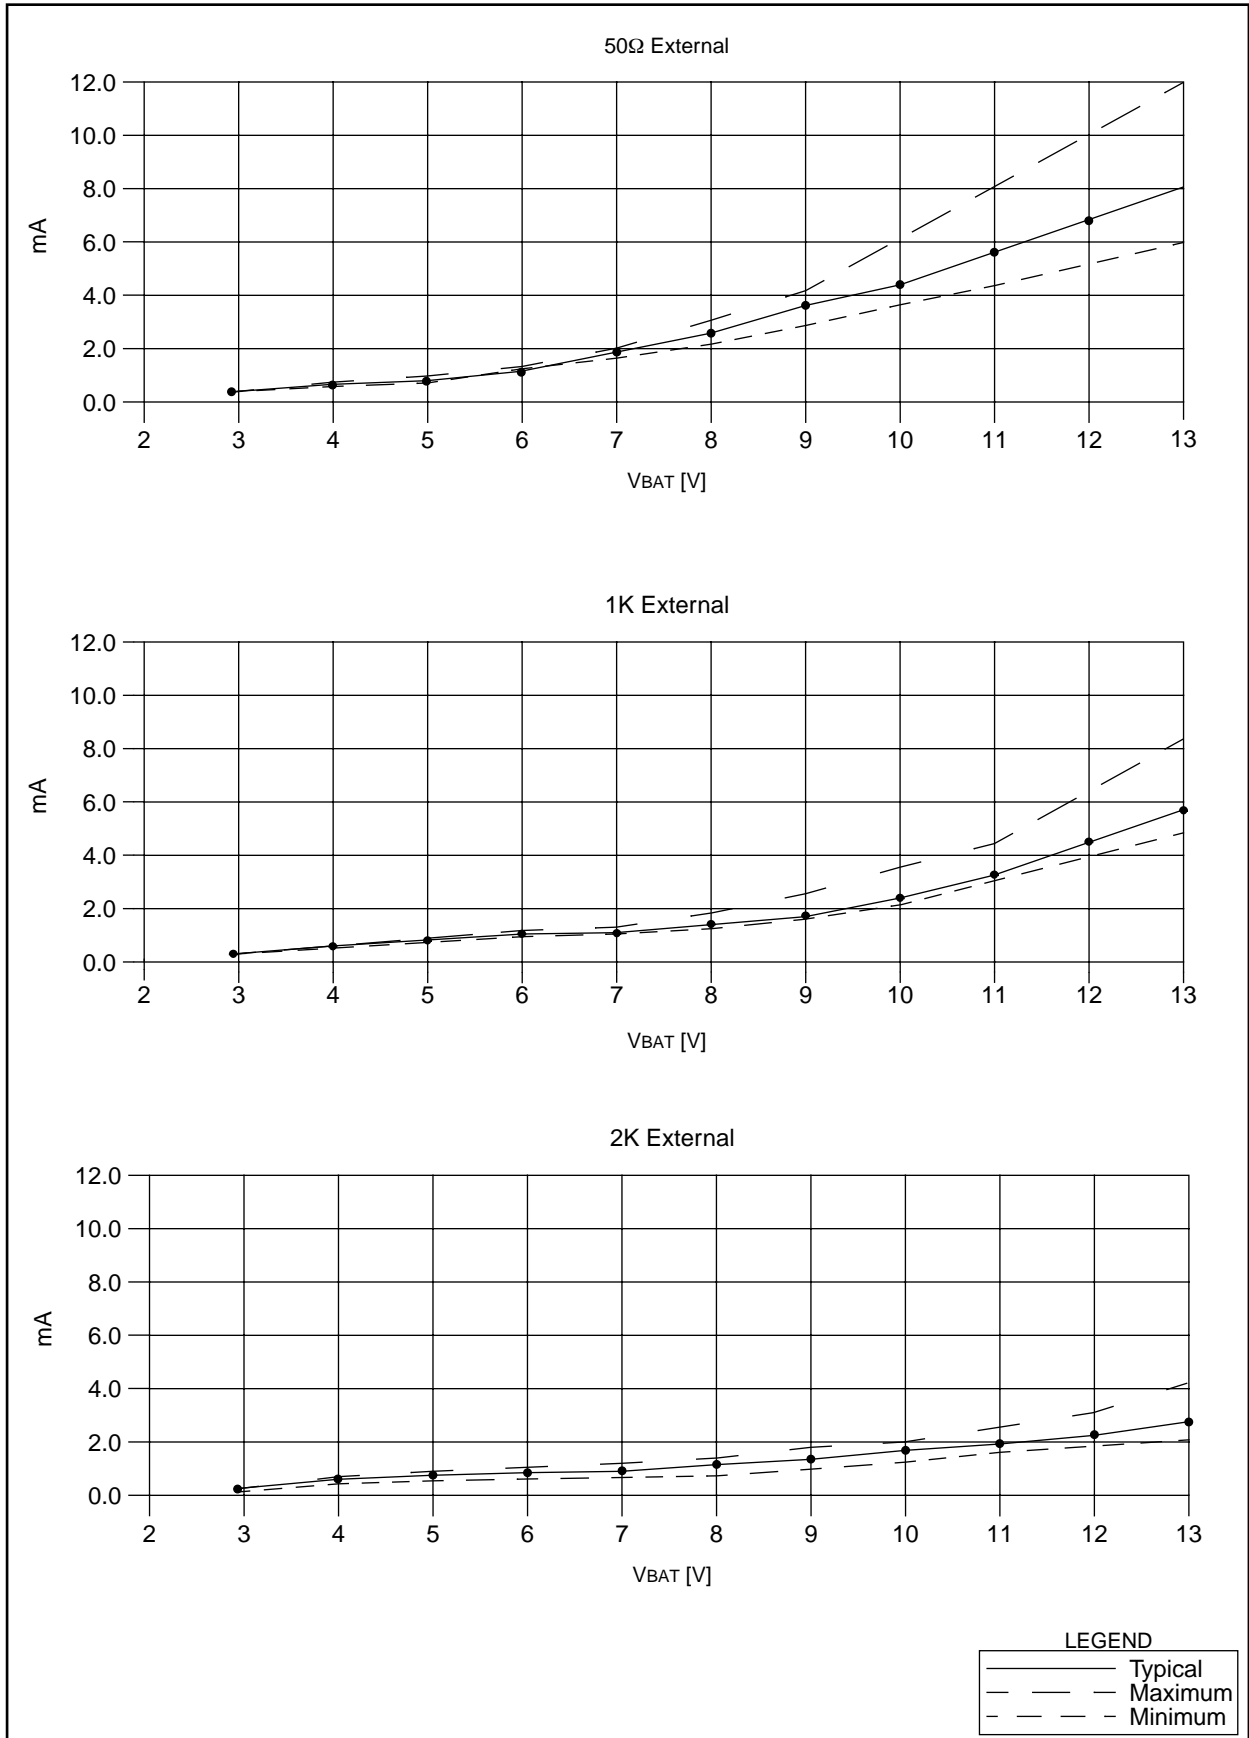 50Ω External
12.0
10.0
8.0
6.0
4.0
2.0
0.0
mA
2 3 4 5 6 7 8 9 10 11 12 13
VBAT [V]
1K External
12.0
10.0
8.0
6.0
4.0
2.0
0.0
mA
2 3 4 5 6 7 8 9 10 11 12 13
VBAT [V]
2K External
12.0
10.0
8.0
6.0
4.0
2.0
0.0
mA
2 3 4 5 6 7 8 9 10 11 12 13
VBAT [V]
LEGEND
Typical
Maximum
Minimum